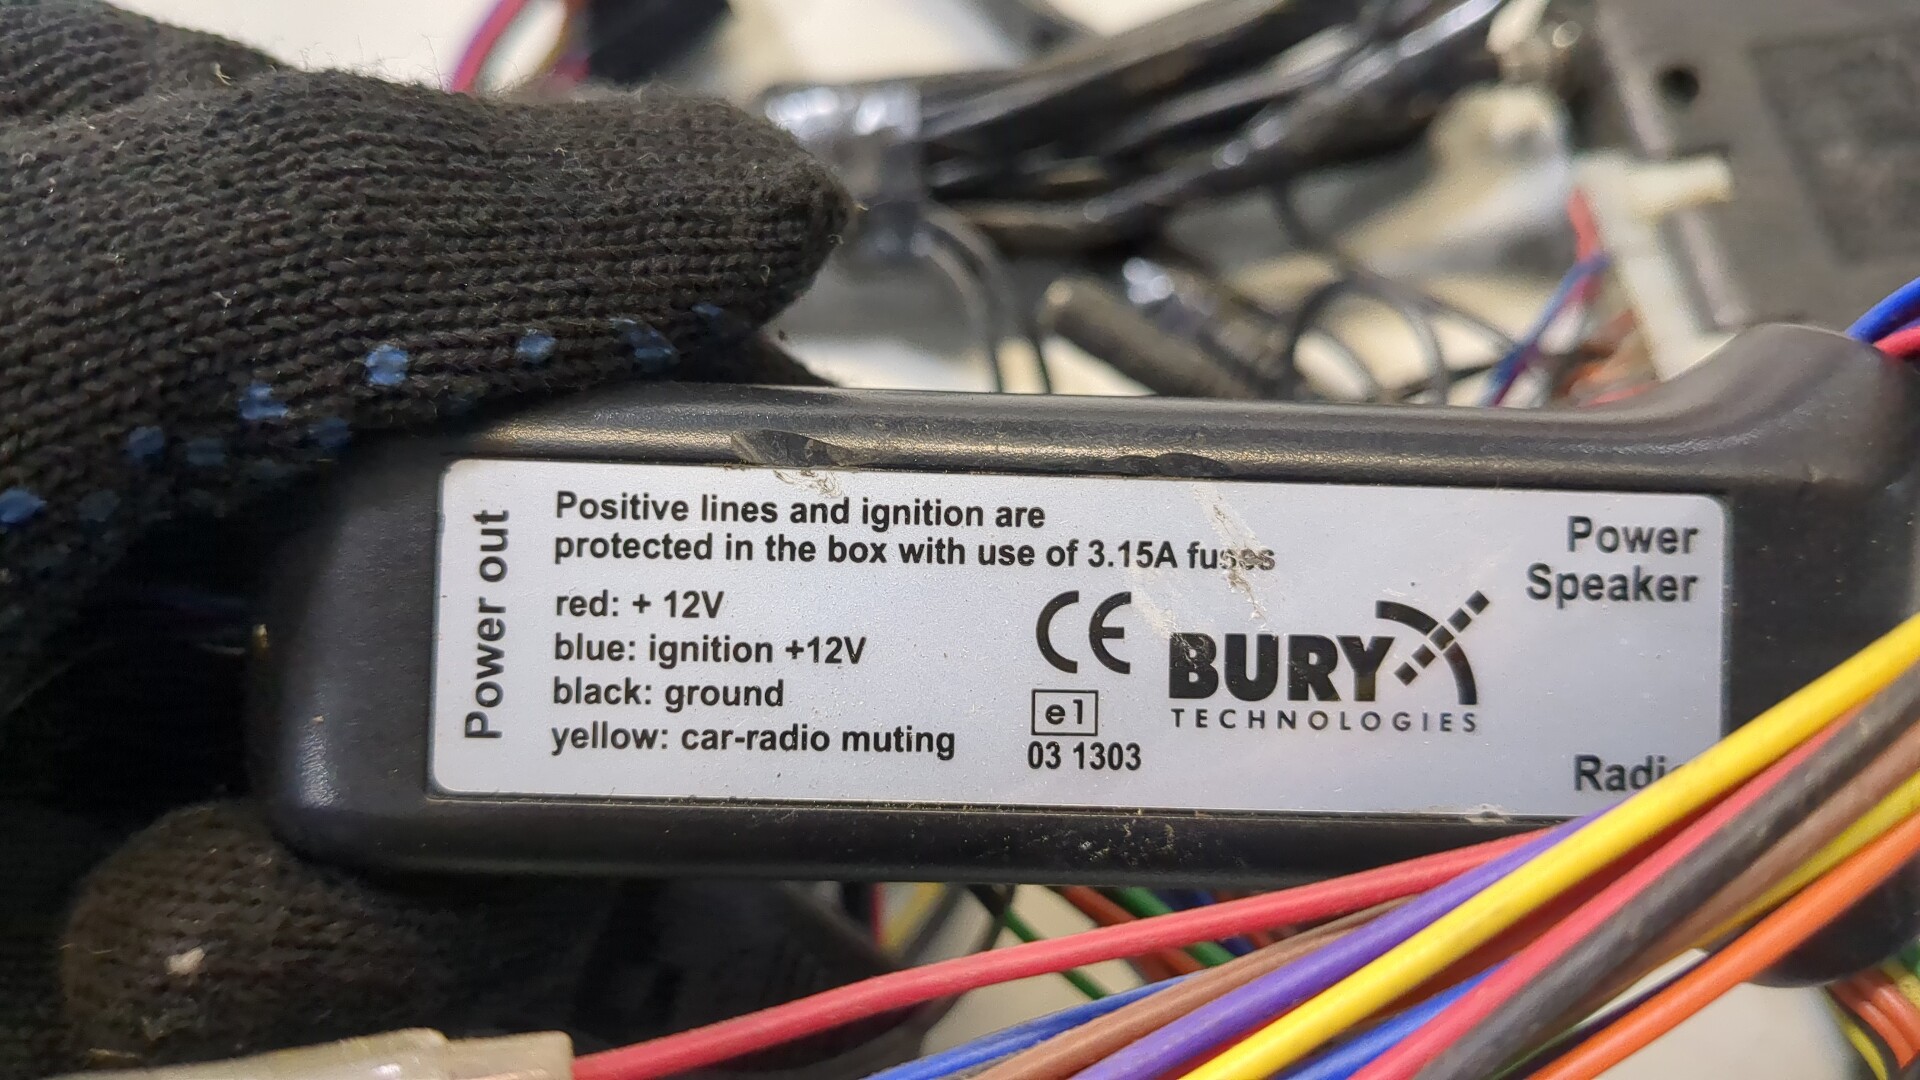 Power out
Positive lines and ignition are
protected in the box with use of 3.15A fuses
red: + 12V
blue: ignition +12V
black: ground
yellow: car-radio muting
CE
e1
03 1303
BURY
TECHNOLOGIES
Power
Speaker
Radi